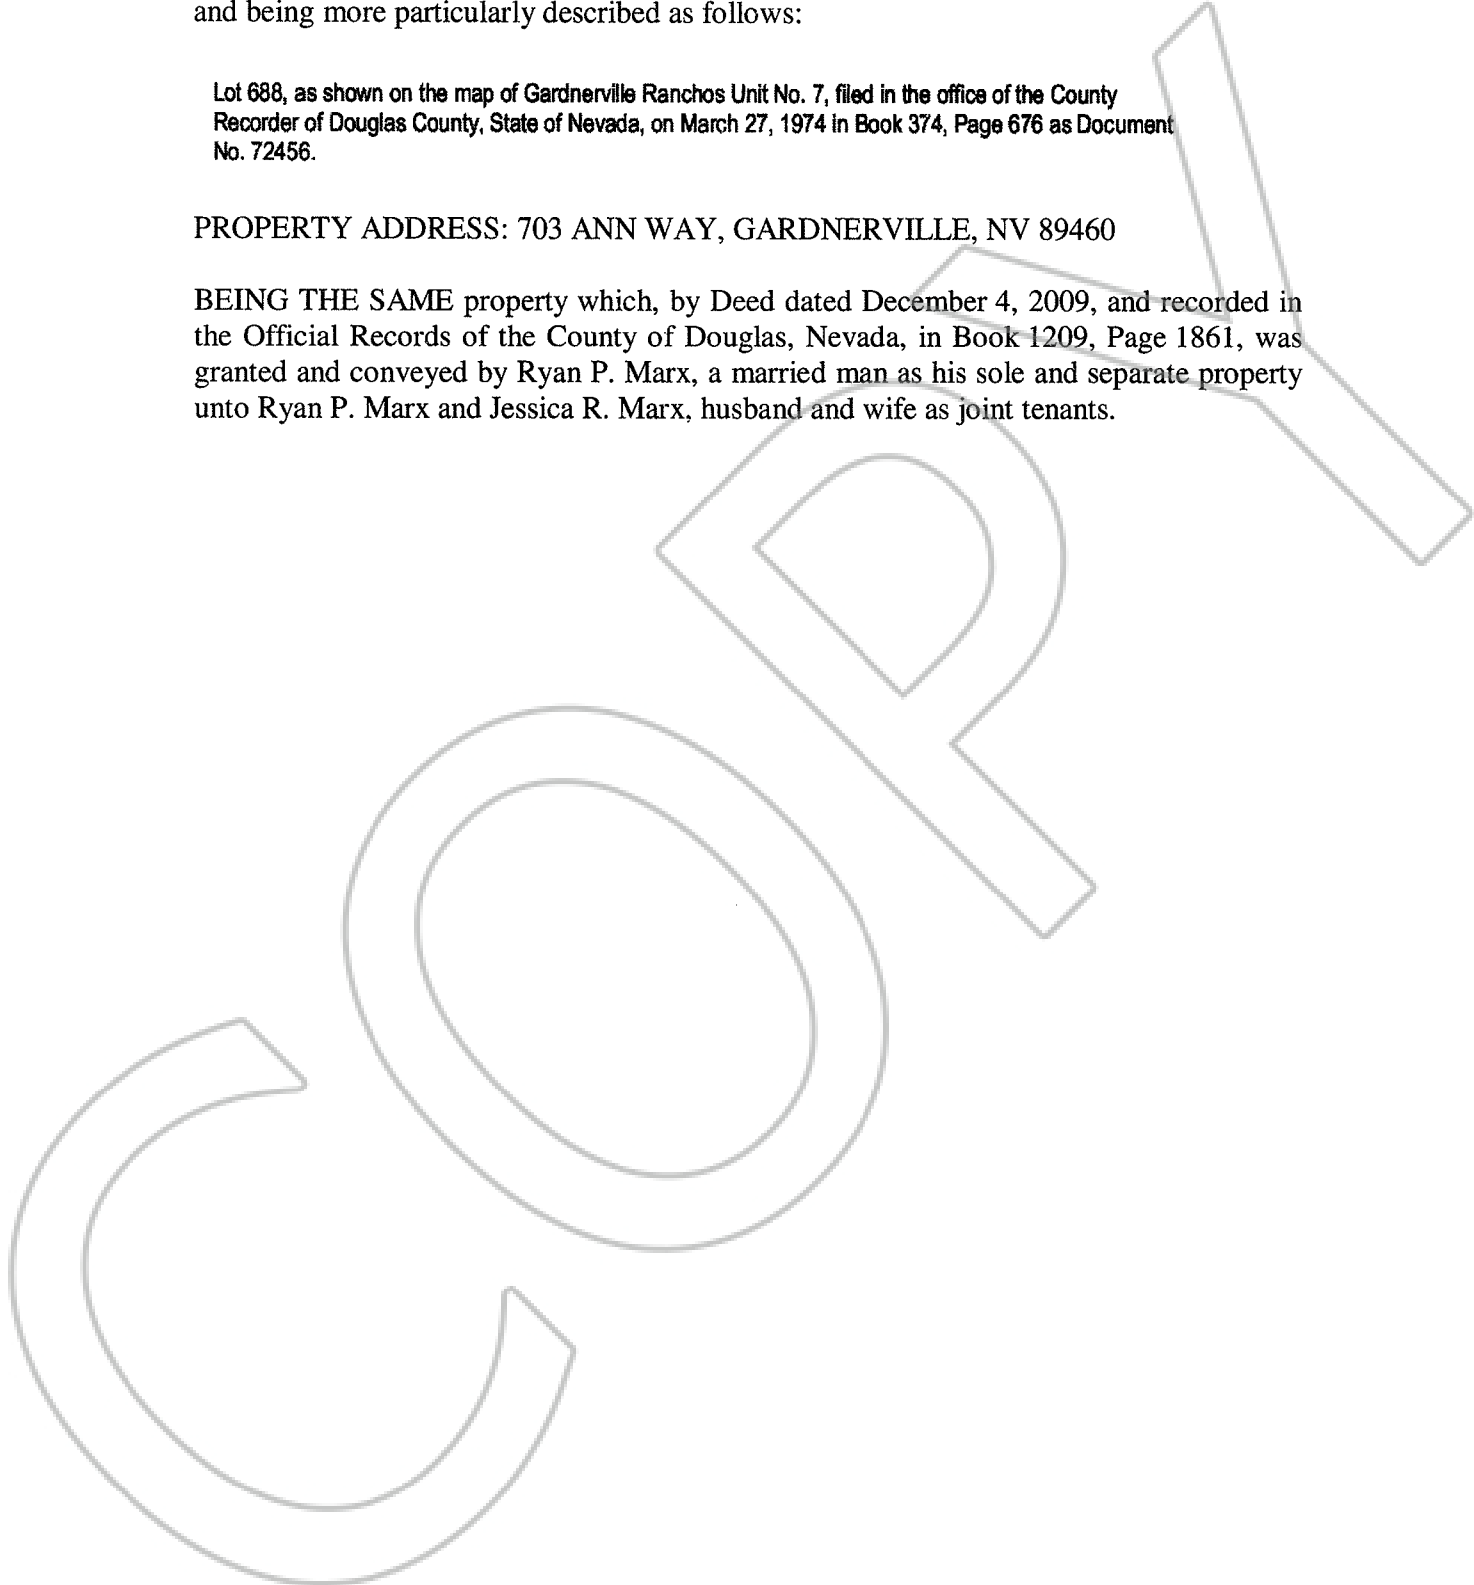 and being more particularly described as follows:
Lot 688, as shown on the map of Gardnerville Ranchos Unit No. 7, filed in the office of the County
Recorder of Douglas County, State of Nevada, on March 27, 1974 in Book 374, Page 676 as Document
No. 72456.
PROPERTY ADDRESS: 703 ANN WAY, GARDNERVILLE, NV 89460
BEING THE SAME property which, by Deed dated December 4, 2009, and recorded in
the Official Records of the County of Douglas, Nevada, in Book 1209, Page 1861, was
granted and conveyed by Ryan P. Marx, a married man as his sole and separate property
unto Ryan P. Marx and Jessica R. Marx, husband and wife as joint tenants.
COPY